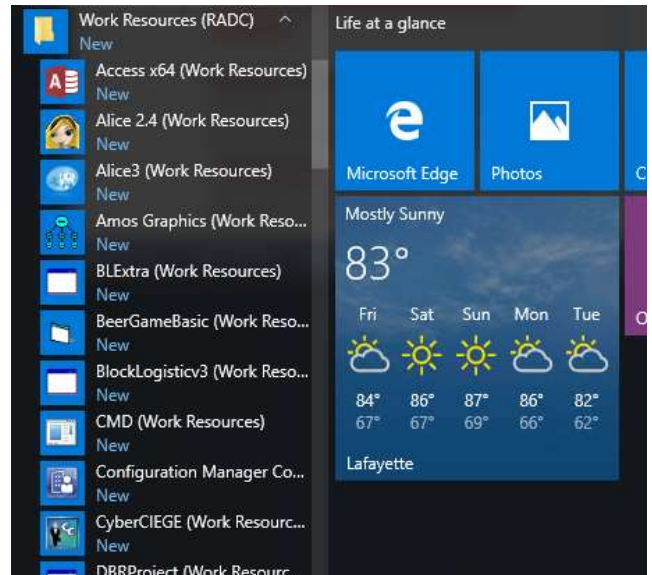 Work Resources (RADC)
New
Access x64 (Work Resources)
New
Alice 2.4 (Work Resources)
New
Alice3 (Work Resources)
New
Amos Graphics (Work Reso...
New
BLExtra (Work Resources)
New
BeerGameBasic (Work Reso...
New
BlockLogisticv3 (Work Reso...
New
CMD (Work Resources)
New
Configuration Manager Co...
New
CyberCIEGE (Work Resourc...
New
DBRProject (Work Resourc
Life at a glance
Microsoft Edge
Photos
C
Mostly Sunny
83°
Fri Sat Sun Mon Tue
84° 86° 87° 86° 82°
67° 67° 69° 66° 62°
Lafayette
O